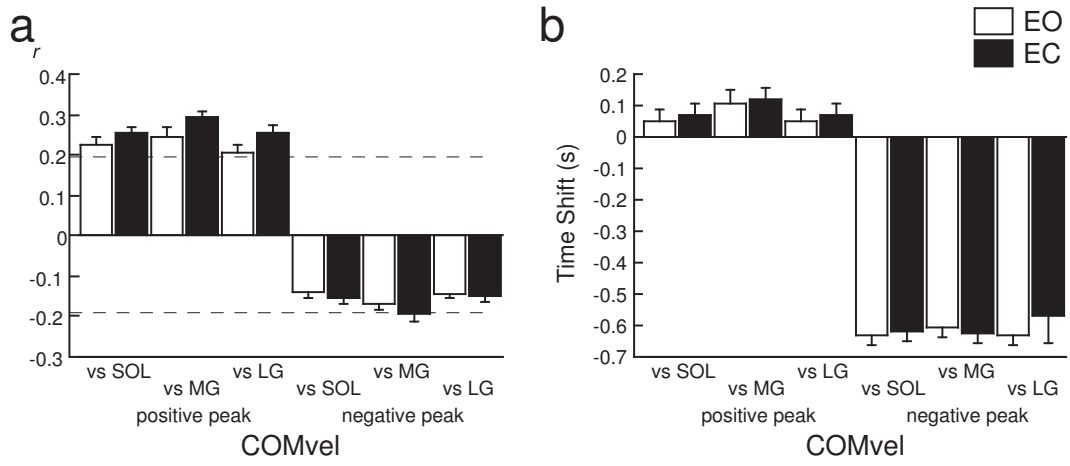 a
b
EO
EC
r
0.4
0.3
0.2
0.1
0
-0.1
-0.2
-0.3
vs SOL
vs MG
vs LG
vs SOL
vs MG
vs LG
positive peak
negative peak
COMvel
Time Shift (s)
0.2
0.1
0
-0.1
-0.2
-0.3
-0.4
-0.5
-0.6
-0.7
vs SOL
vs MG
vs LG
vs SOL
vs MG
vs LG
positive peak
negative peak
COMvel